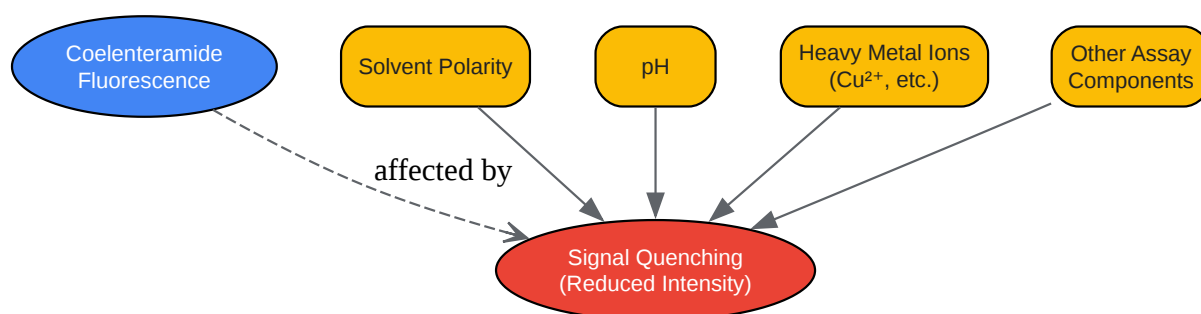 Coelenteramide
Fluorescence
Solvent Polarity
pH
Heavy Metal Ions
(Cu²⁺, etc.)
Other Assay
Components
affected by
Signal Quenching
(Reduced Intensity)